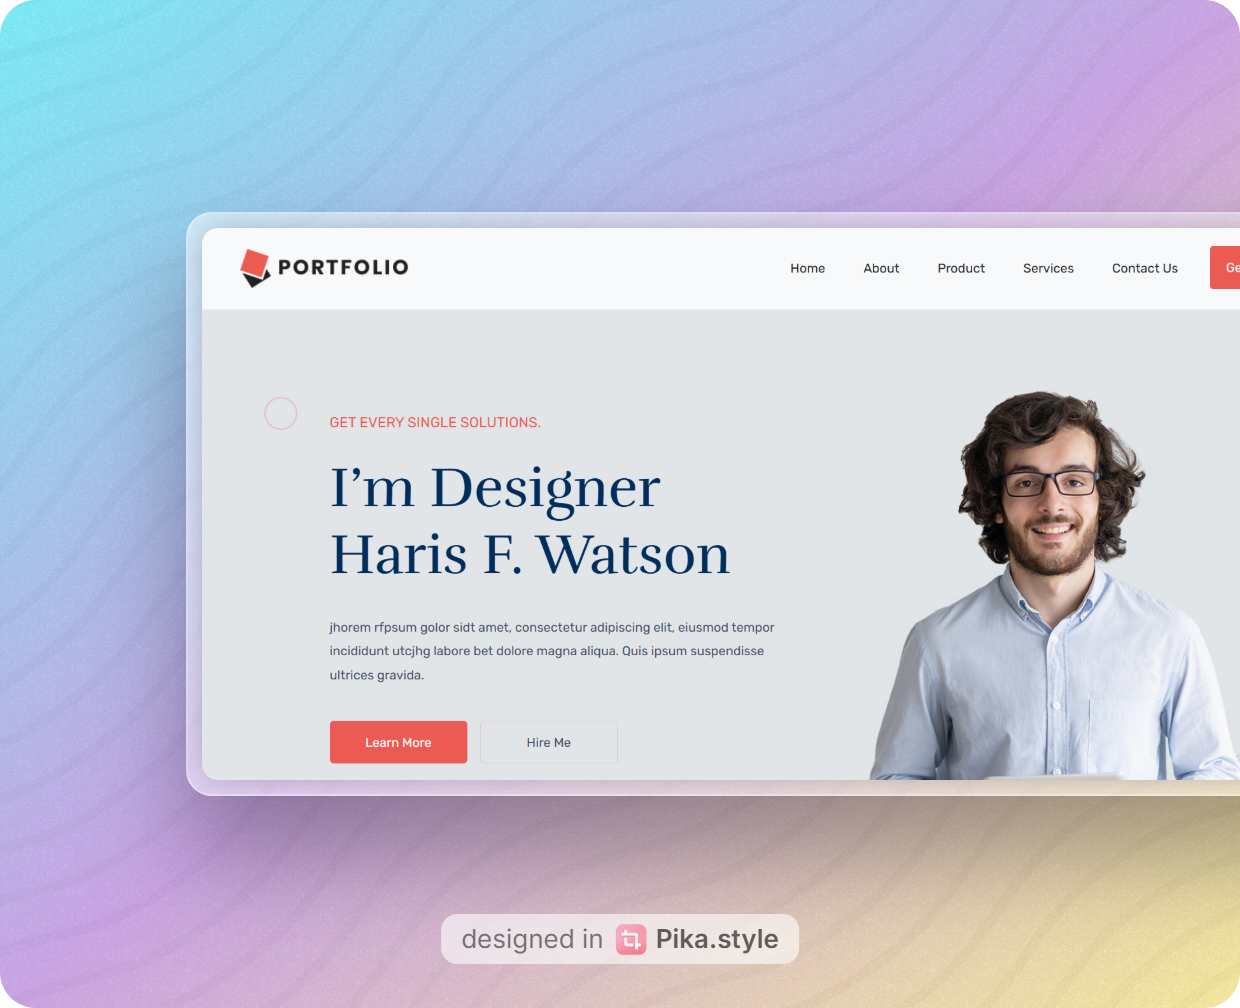 PORTFOLIO
Home About Product Services Contact Us
GET EVERY SINGLE SOLUTIONS.
I’m Designer
Haris F. Watson
jhorem rfpsum golor sidt amet, consectetur adipiscing elit, eiusmod tempor
incididunt utcjhg labore bet dolore magna aliqua. Quis ipsum suspendisse
ultrices gravida.
Learn More Hire Me
designed in Pika.style